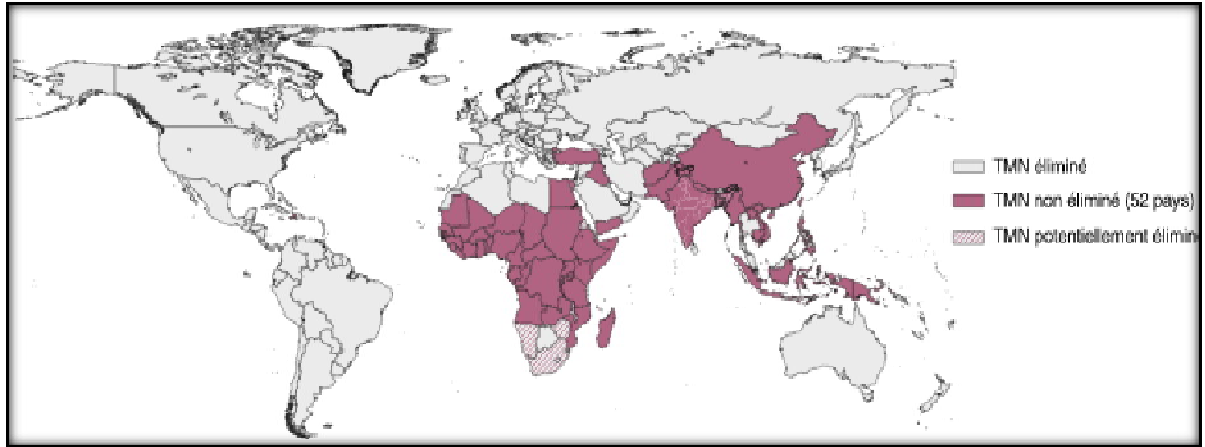 TMN éliminé
TMN non éliminé (52 pays)
TMN potentiellement élimin